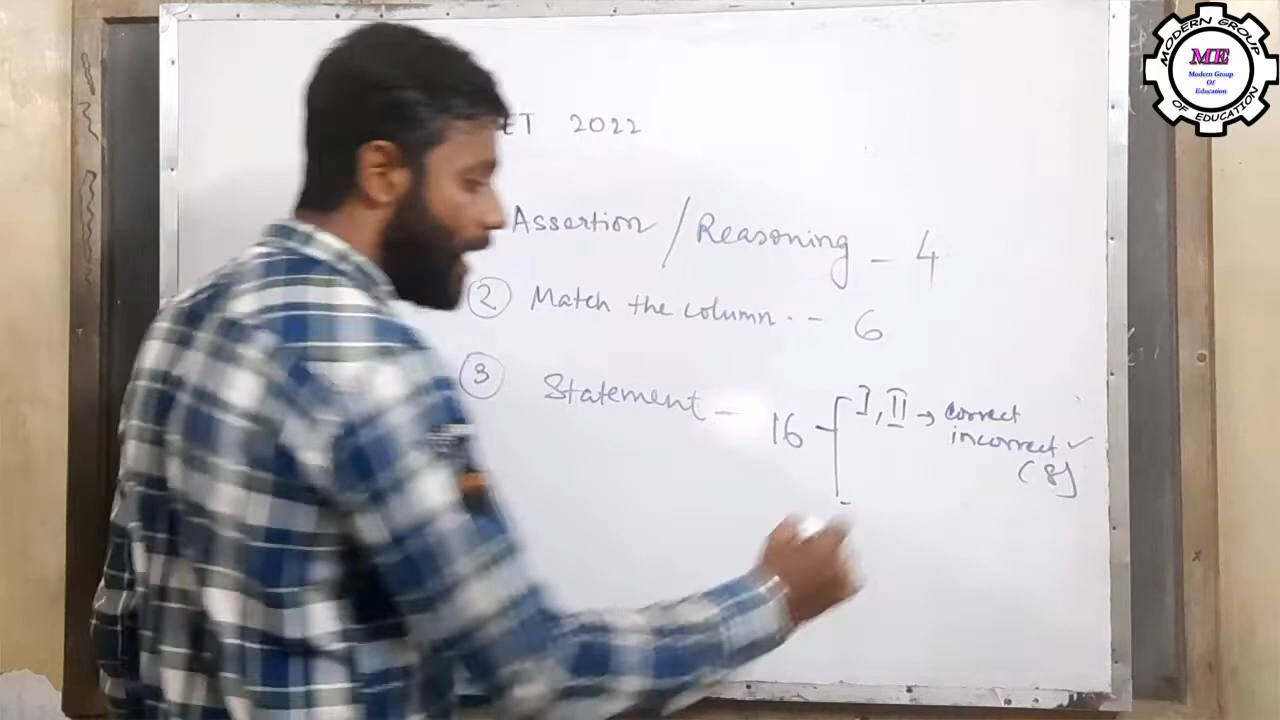 ET 2022
Assertion / Reasoning - 4
2 Match the column. - 6
3 Statement - 16
I, II → correct
incorrect ✓
(8)
MODERN GROUP
OF EDUCATION
ME
Modern Group
Of
Education